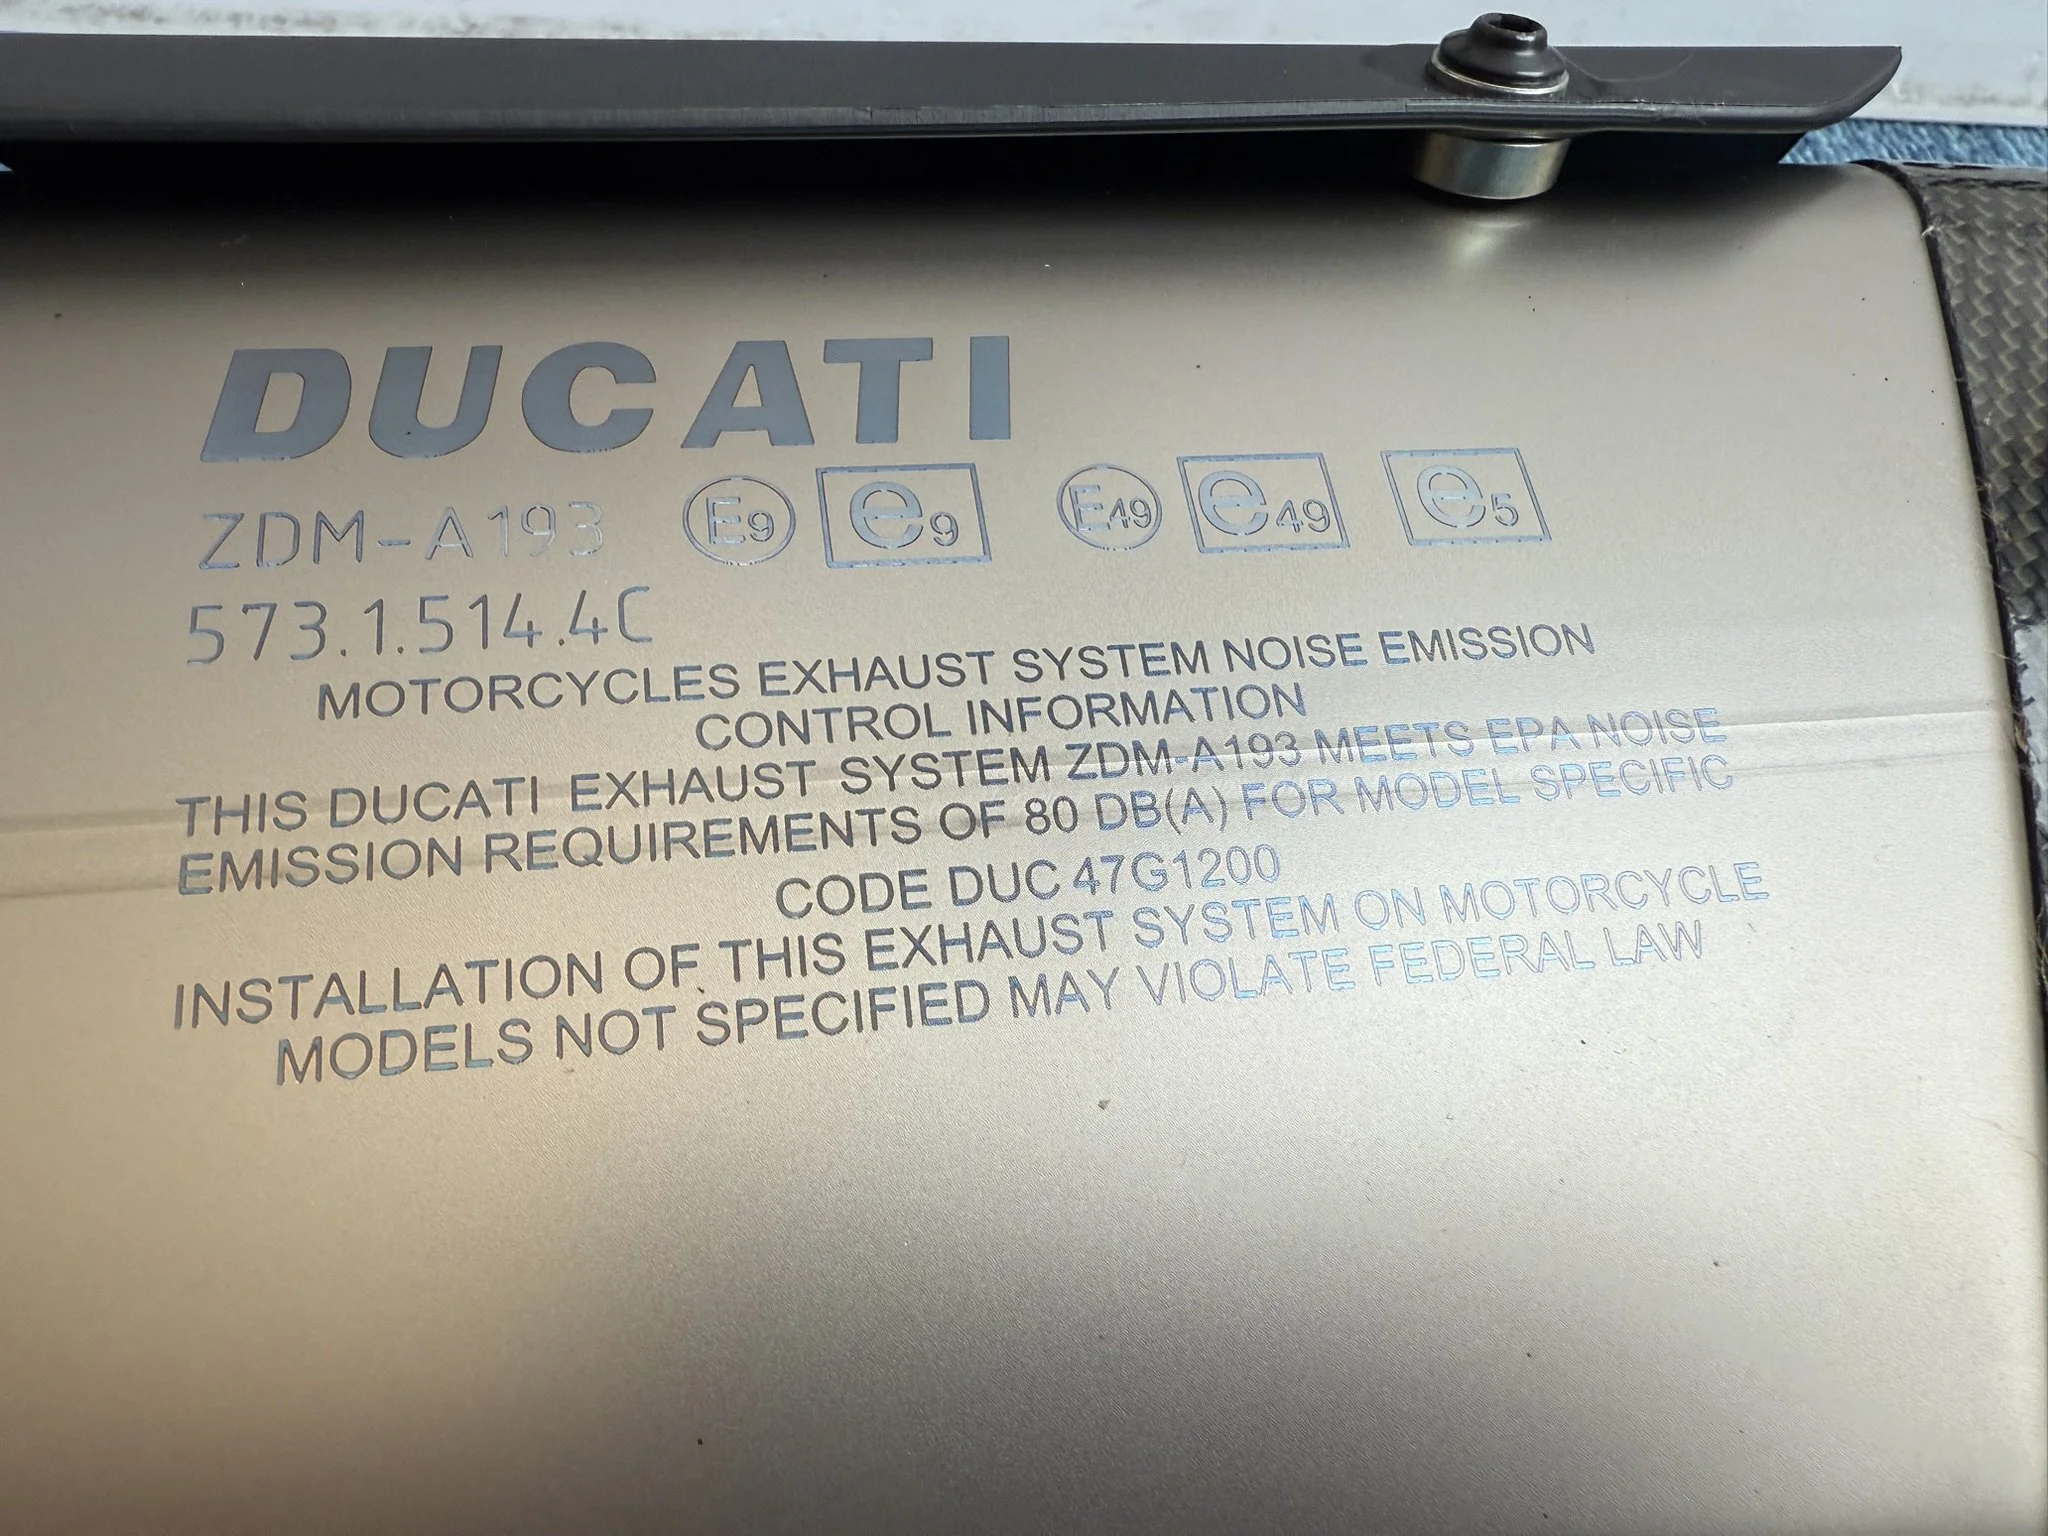 DUCATI
ZDM-A193 E9 e9 E49 e49 e5
573.1.514.4C
MOTORCYCLES EXHAUST SYSTEM NOISE EMISSION
CONTROL INFORMATION
THIS DUCATI EXHAUST SYSTEM ZDM-A193 MEETS EPA NOISE
EMISSION REQUIREMENTS OF 80 DB(A) FOR MODEL SPECIFIC
CODE DUC 47G1200
INSTALLATION OF THIS EXHAUST SYSTEM ON MOTORCYCLE
MODELS NOT SPECIFIED MAY VIOLATE FEDERAL LAW